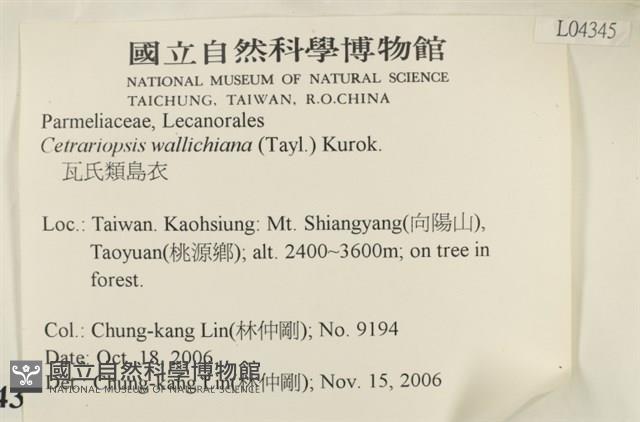 L04345
國立自然科學博物館
NATIONAL MUSEUM OF NATURAL SCIENCE
TAICHUNG, TAIWAN, R.O.CHINA
Parmeliaceae, Lecanorales
Cetrariopsis wallichiana (Tayl.) Kurok.
瓦氏類島衣
Loc.: Taiwan. Kaohsiung: Mt. Shiangyang(向陽山),
Taoyuan(桃源鄉); alt. 2400~3600m; on tree in
forest.
Col.: Chung-kang Lin(林仲剛); No. 9194
Date: Oct. 18, 2006
Det.: Chung-kang Lin(林仲剛); Nov. 15, 2006
國立自然科學博物館
NATIONAL MUSEUM OF NATURAL SCIENCE